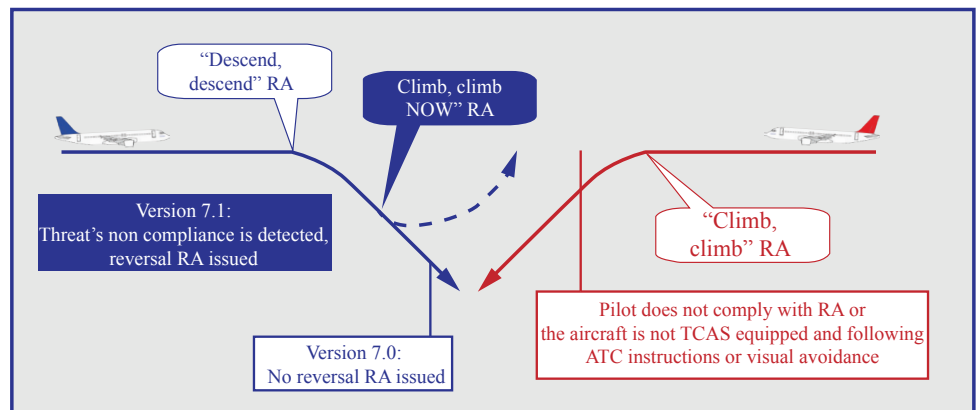 “Descend,
descend” RA
Climb, climb
NOW” RA
Version 7.1:
Threat’s non compliance is detected,
reversal RA issued
“Climb,
climb” RA
Version 7.0:
No reversal RA issued
Pilot does not comply with RA or
the aircraft is not TCAS equipped and following
ATC instructions or visual avoidance